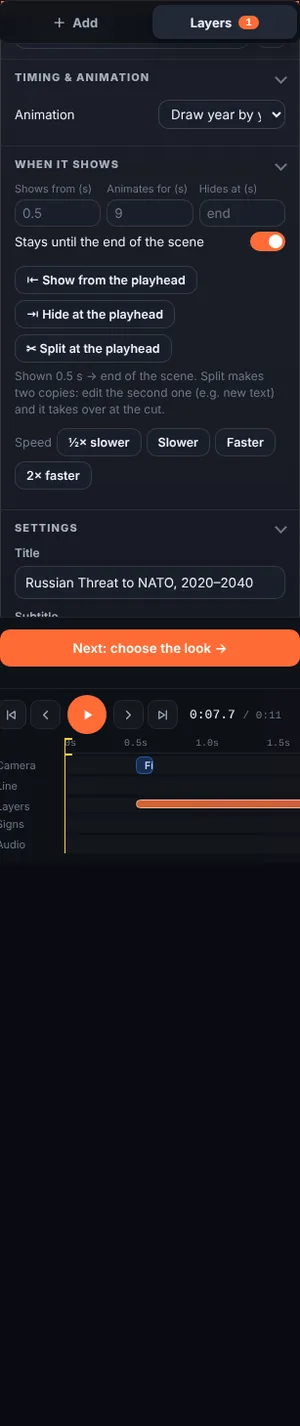 + Add
Layers 1
TIMING & ANIMATION
Animation
Draw year by y
WHEN IT SHOWS
Shows from (s) Animates for (s) Hides at (s)
0.5 9 end
Stays until the end of the scene
⇤ Show from the playhead
⇥ Hide at the playhead
✂ Split at the playhead
Shown 0.5 s → end of the scene. Split makes
two copies: edit the second one (e.g. new text)
and it takes over at the cut.
Speed ½× slower Slower Faster
2× faster
SETTINGS
Title
Russian Threat to NATO, 2020–2040
Subtitle
Next: choose the look →
0:07.7 / 0:11
0s 0.5s 1.0s 1.5s
Camera Fi
Line
Layers
Signs
Audio